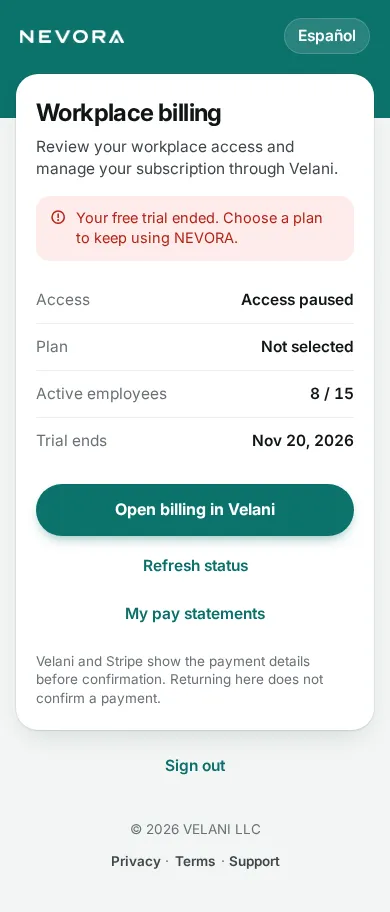 NEVORA
Español
Workplace billing
Review your workplace access and
manage your subscription through Velani.
Your free trial ended. Choose a plan
to keep using NEVORA.
Access
Access paused
Plan
Not selected
Active employees
8 / 15
Trial ends
Nov 20, 2026
Open billing in Velani
Refresh status
My pay statements
Velani and Stripe show the payment details
before confirmation. Returning here does not
confirm a payment.
Sign out
© 2026 VELANI LLC
Privacy · Terms · Support